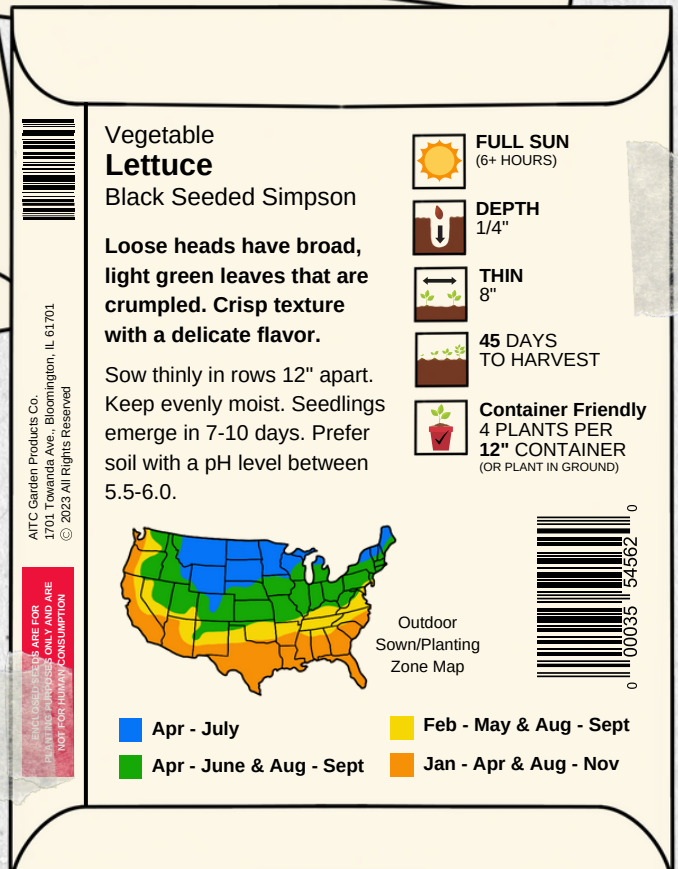 Vegetable
Lettuce
Black Seeded Simpson
Loose heads have broad,
light green leaves that are
crumpled. Crisp texture
with a delicate flavor.
Sow thinly in rows 12" apart.
Keep evenly moist. Seedlings
emerge in 7-10 days. Prefer
soil with a pH level between
5.5-6.0.
FULL SUN
(6+ HOURS)
DEPTH
1/4"
THIN
8"
45 DAYS
TO HARVEST
Container Friendly
4 PLANTS PER
12" CONTAINER
(OR PLANT IN GROUND)
Outdoor
Sown/Planting
Zone Map
0 00035 54562 0
Apr - July
Apr - June & Aug - Sept
Feb - May & Aug - Sept
Jan - Apr & Aug - Nov
AITC Garden Products Co.
1701 Towanda Ave., Bloomington, IL 61701
© 2023 All Rights Reserved
ENCLOSED SEEDS ARE FOR
PLANTING PURPOSES ONLY AND ARE
NOT FOR HUMAN CONSUMPTION